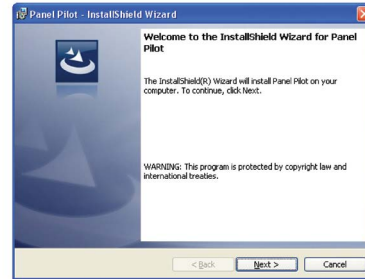 Panel Pilot - InstallShield Wizard
Welcome to the InstallShield Wizard for Panel
Pilot
The InstallShield(R) Wizard will install Panel Pilot on your
computer. To continue, click Next.
WARNING: This program is protected by copyright law and
international treaties.
< Back
Next >
Cancel